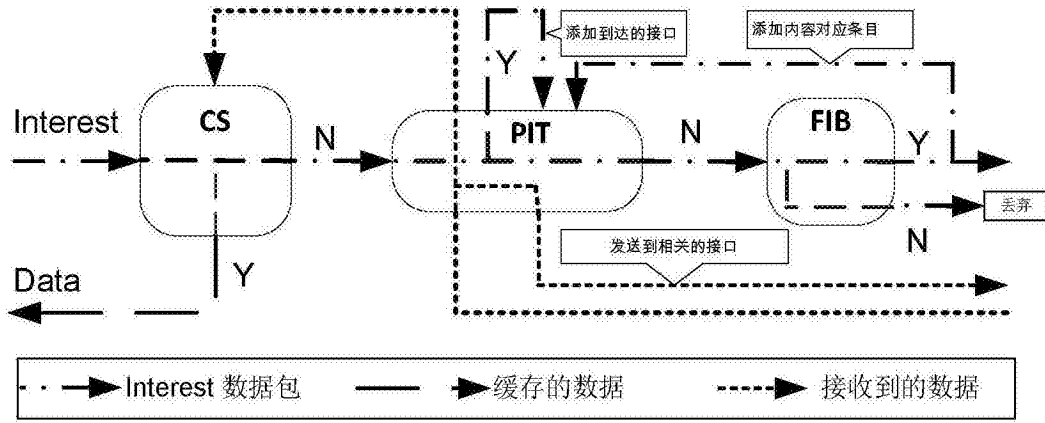 添加到达的接口
添加内容对应条目
Y
Interest
CS
N
PIT
N
FIB
Y
丢弃
N
发送到相关的接口
Y
Data
Interest 数据包
缓存的数据
接收到的数据